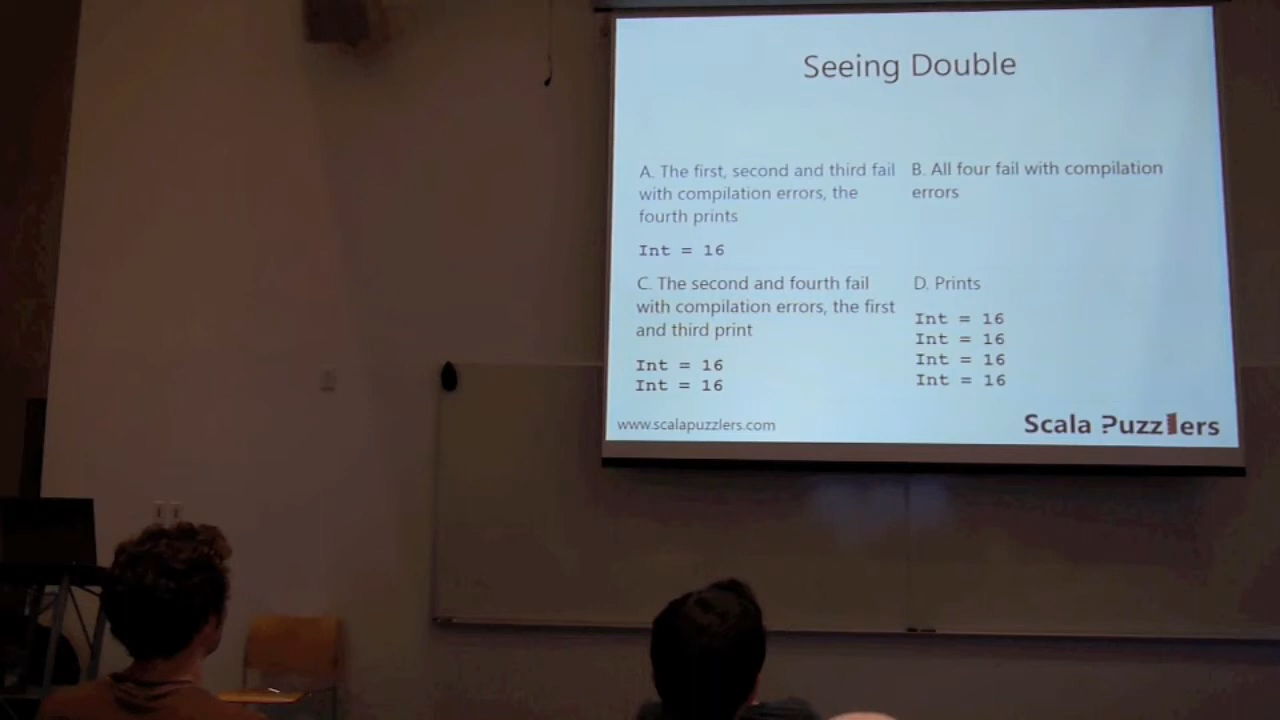 Seeing Double
A. The first, second and third fail
with compilation errors, the
fourth prints
Int = 16
B. All four fail with compilation
errors
C. The second and fourth fail
with compilation errors, the first
and third print
Int = 16
Int = 16
D. Prints
Int = 16
Int = 16
Int = 16
Int = 16
www.scalapuzzlers.com
Scala Puzzlers